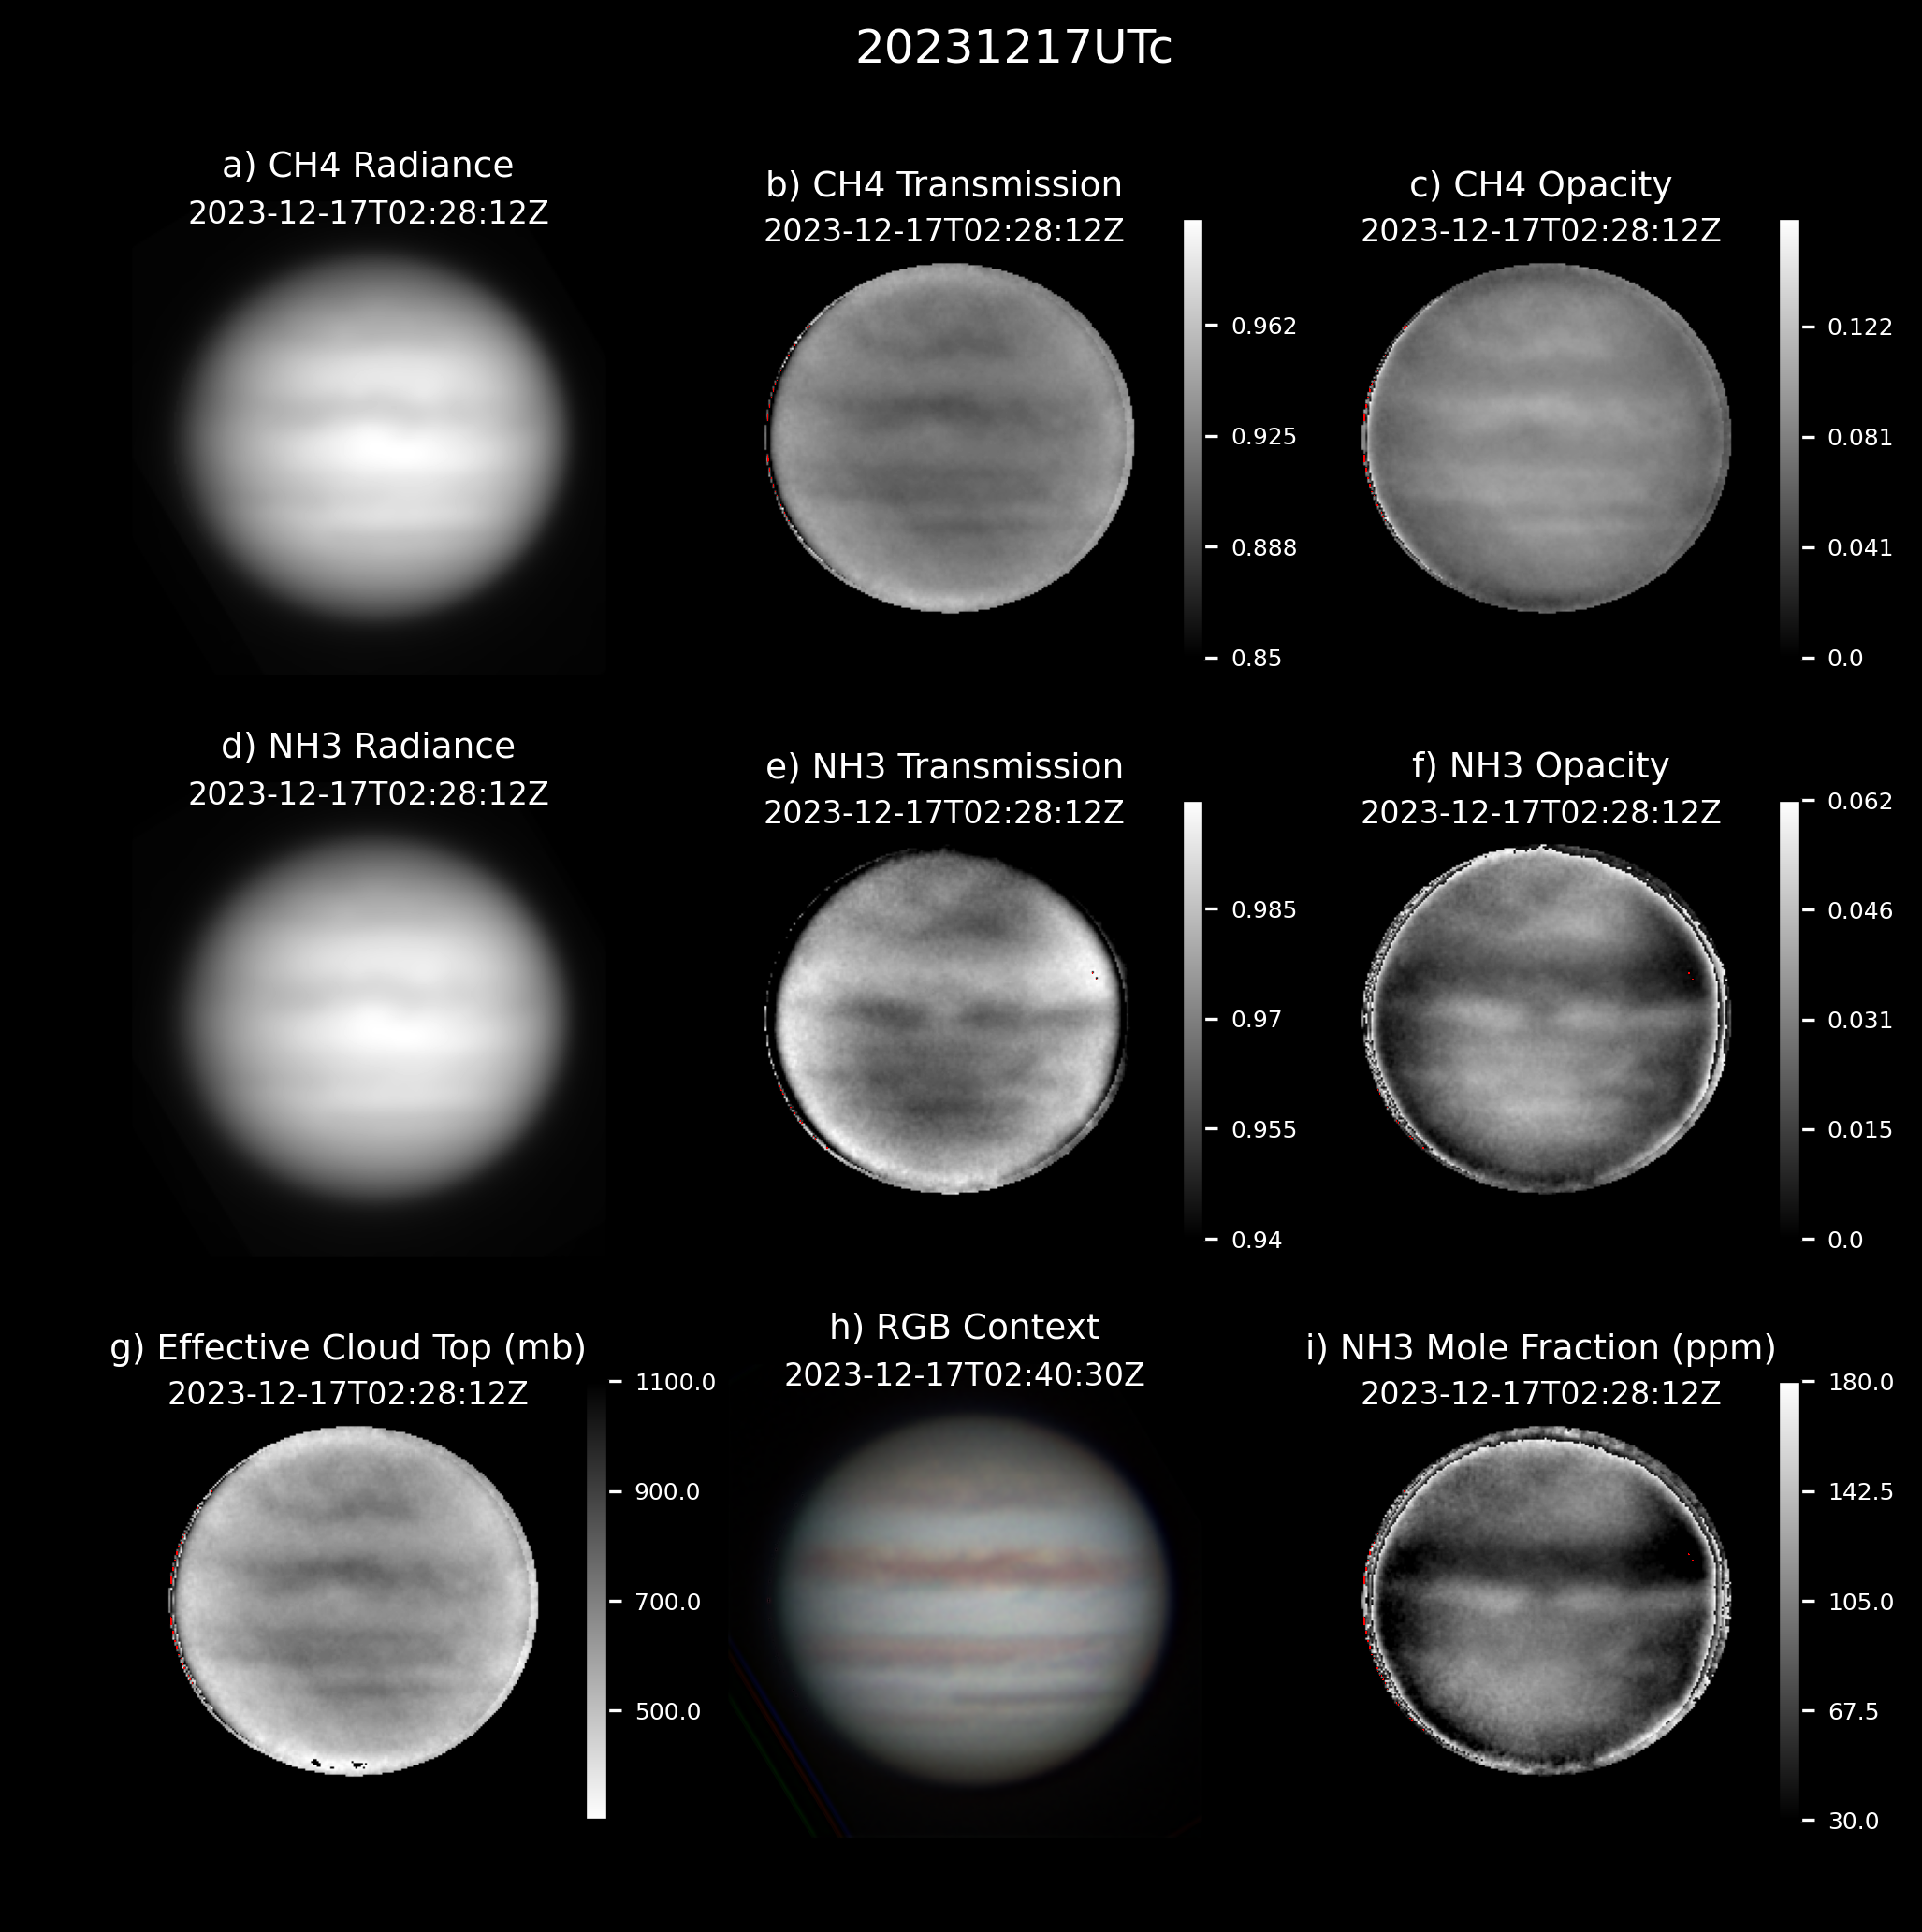 20231217UTc
a) CH4 Radiance
2023-12-17T02:28:12Z
b) CH4 Transmission
2023-12-17T02:28:12Z
0.962
0.925
0.888
0.85
c) CH4 Opacity
2023-12-17T02:28:12Z
0.122
0.081
0.041
0.0
d) NH3 Radiance
2023-12-17T02:28:12Z
e) NH3 Transmission
2023-12-17T02:28:12Z
0.985
0.97
0.955
0.94
f) NH3 Opacity
2023-12-17T02:28:12Z
0.062
0.046
0.031
0.015
0.0
g) Effective Cloud Top (mb)
2023-12-17T02:28:12Z
1100.0
900.0
700.0
500.0
h) RGB Context
2023-12-17T02:40:30Z
i) NH3 Mole Fraction (ppm)
2023-12-17T02:28:12Z
180.0
142.5
105.0
67.5
30.0